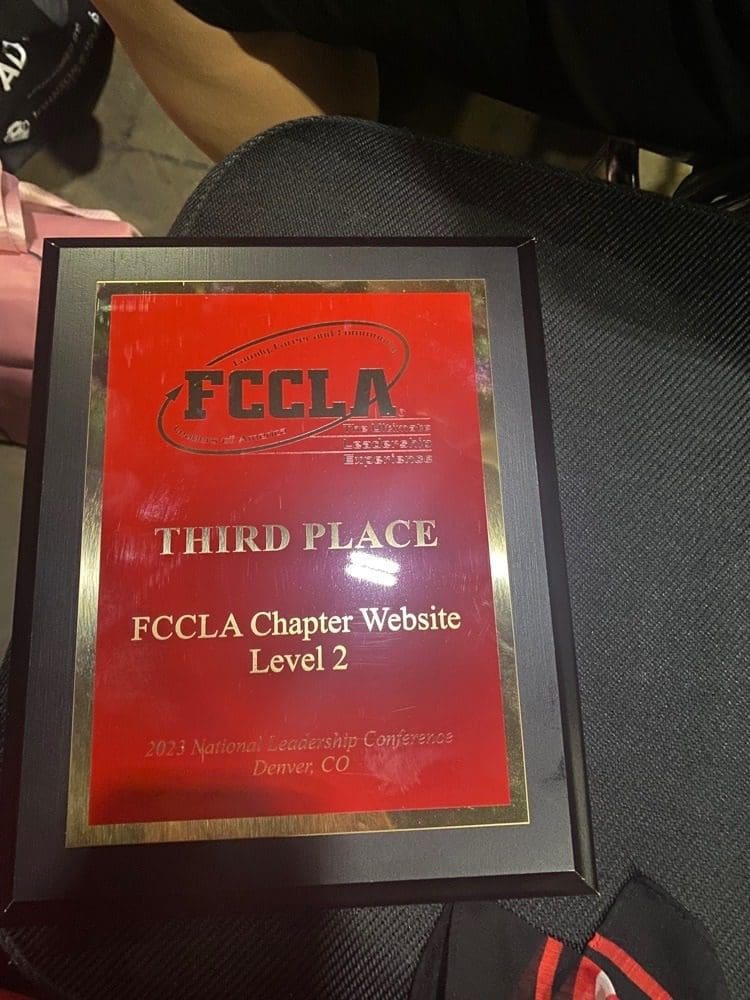 AD
Family, Career and Community
FCCLA
Leaders of America
The Ultimate
Leadership
Experience
THIRD PLACE
FCCLA Chapter Website
Level 2
2023 National Leadership Conference
Denver, CO